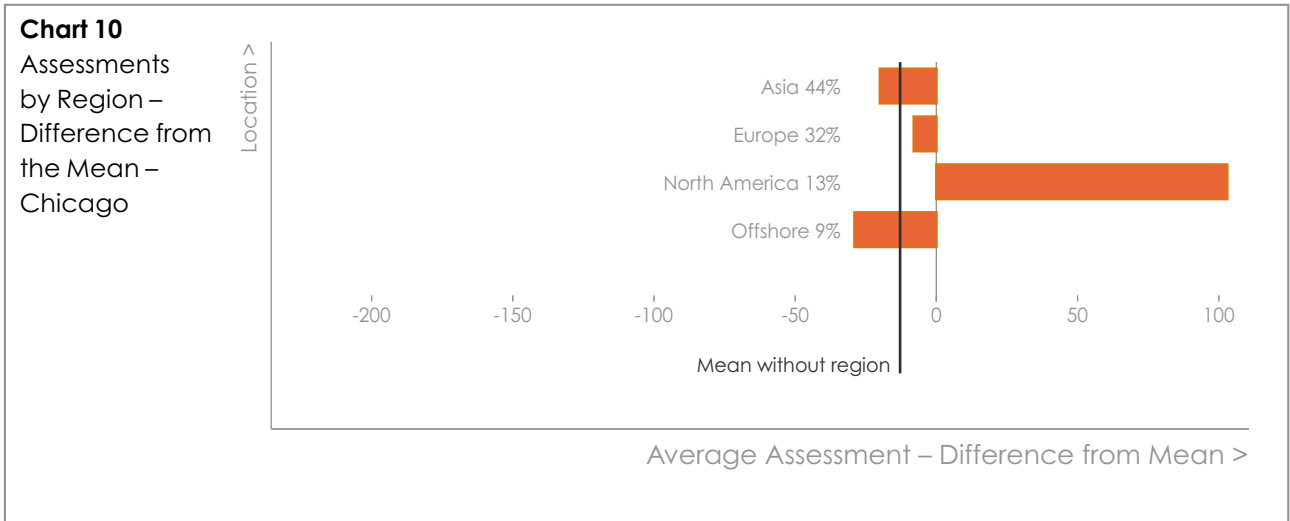 Chart 10
Assessments
by Region –
Difference from
the Mean –
Chicago
Location >
Asia 44%
Europe 32%
North America 13%
Offshore 9%
-200 -150 -100 -50 0 50 100
Mean without region
Average Assessment – Difference from Mean >